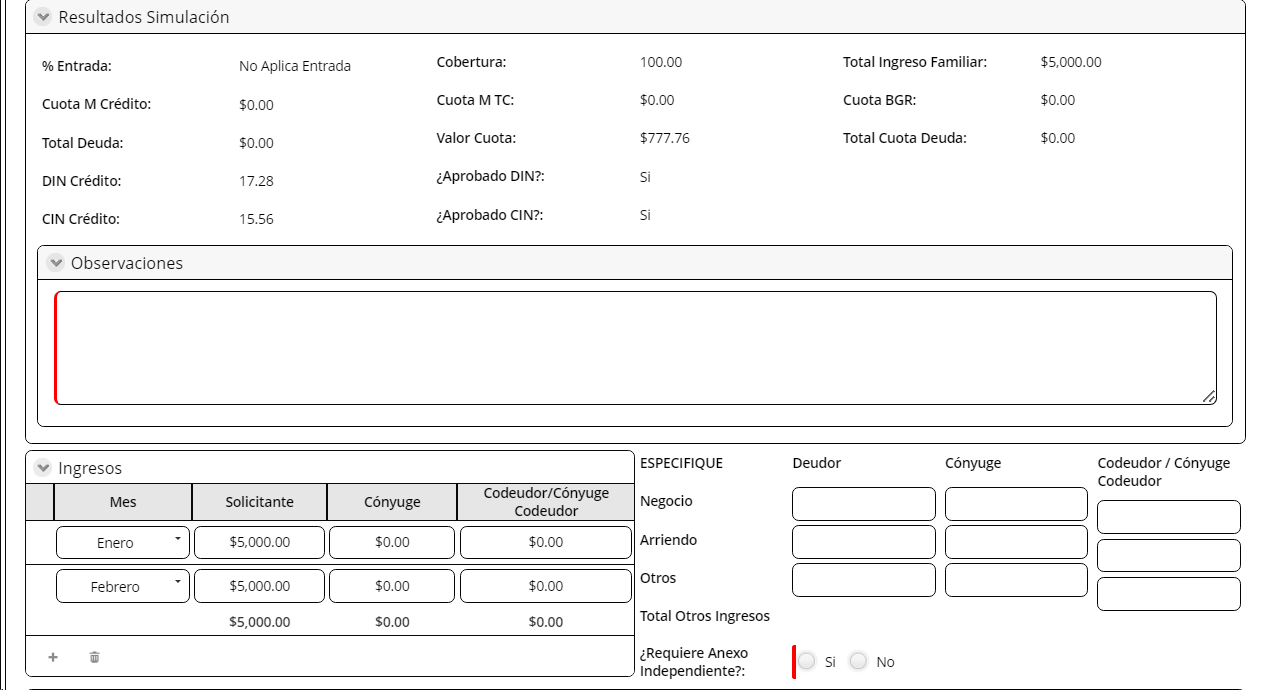 Resultados Simulación
% Entrada: No Aplica Entrada Cobertura: 100.00 Total Ingreso Familiar: $5,000.00
Cuota M Crédito: $0.00 Cuota M TC: $0.00 Cuota BGR: $0.00
Total Deuda: $0.00 Valor Cuota: $777.76 Total Cuota Deuda: $0.00
DIN Crédito: 17.28 ¿Aprobado DIN?: Si
CIN Crédito: 15.56 ¿Aprobado CIN?: Si
Observaciones
Ingresos
Mes Solicitante Cónyuge Codeudor/Cónyuge
Codeudor
Enero $5,000.00 $0.00 $0.00
Febrero $5,000.00 $0.00 $0.00
$5,000.00 $0.00 $0.00
ESPECIFIQUE Deudor Cónyuge Codeudor / Cónyuge
Codeudor
Negocio
Arriendo
Otros
Total Otros Ingresos
¿Requiere Anexo
Independiente?: Si No